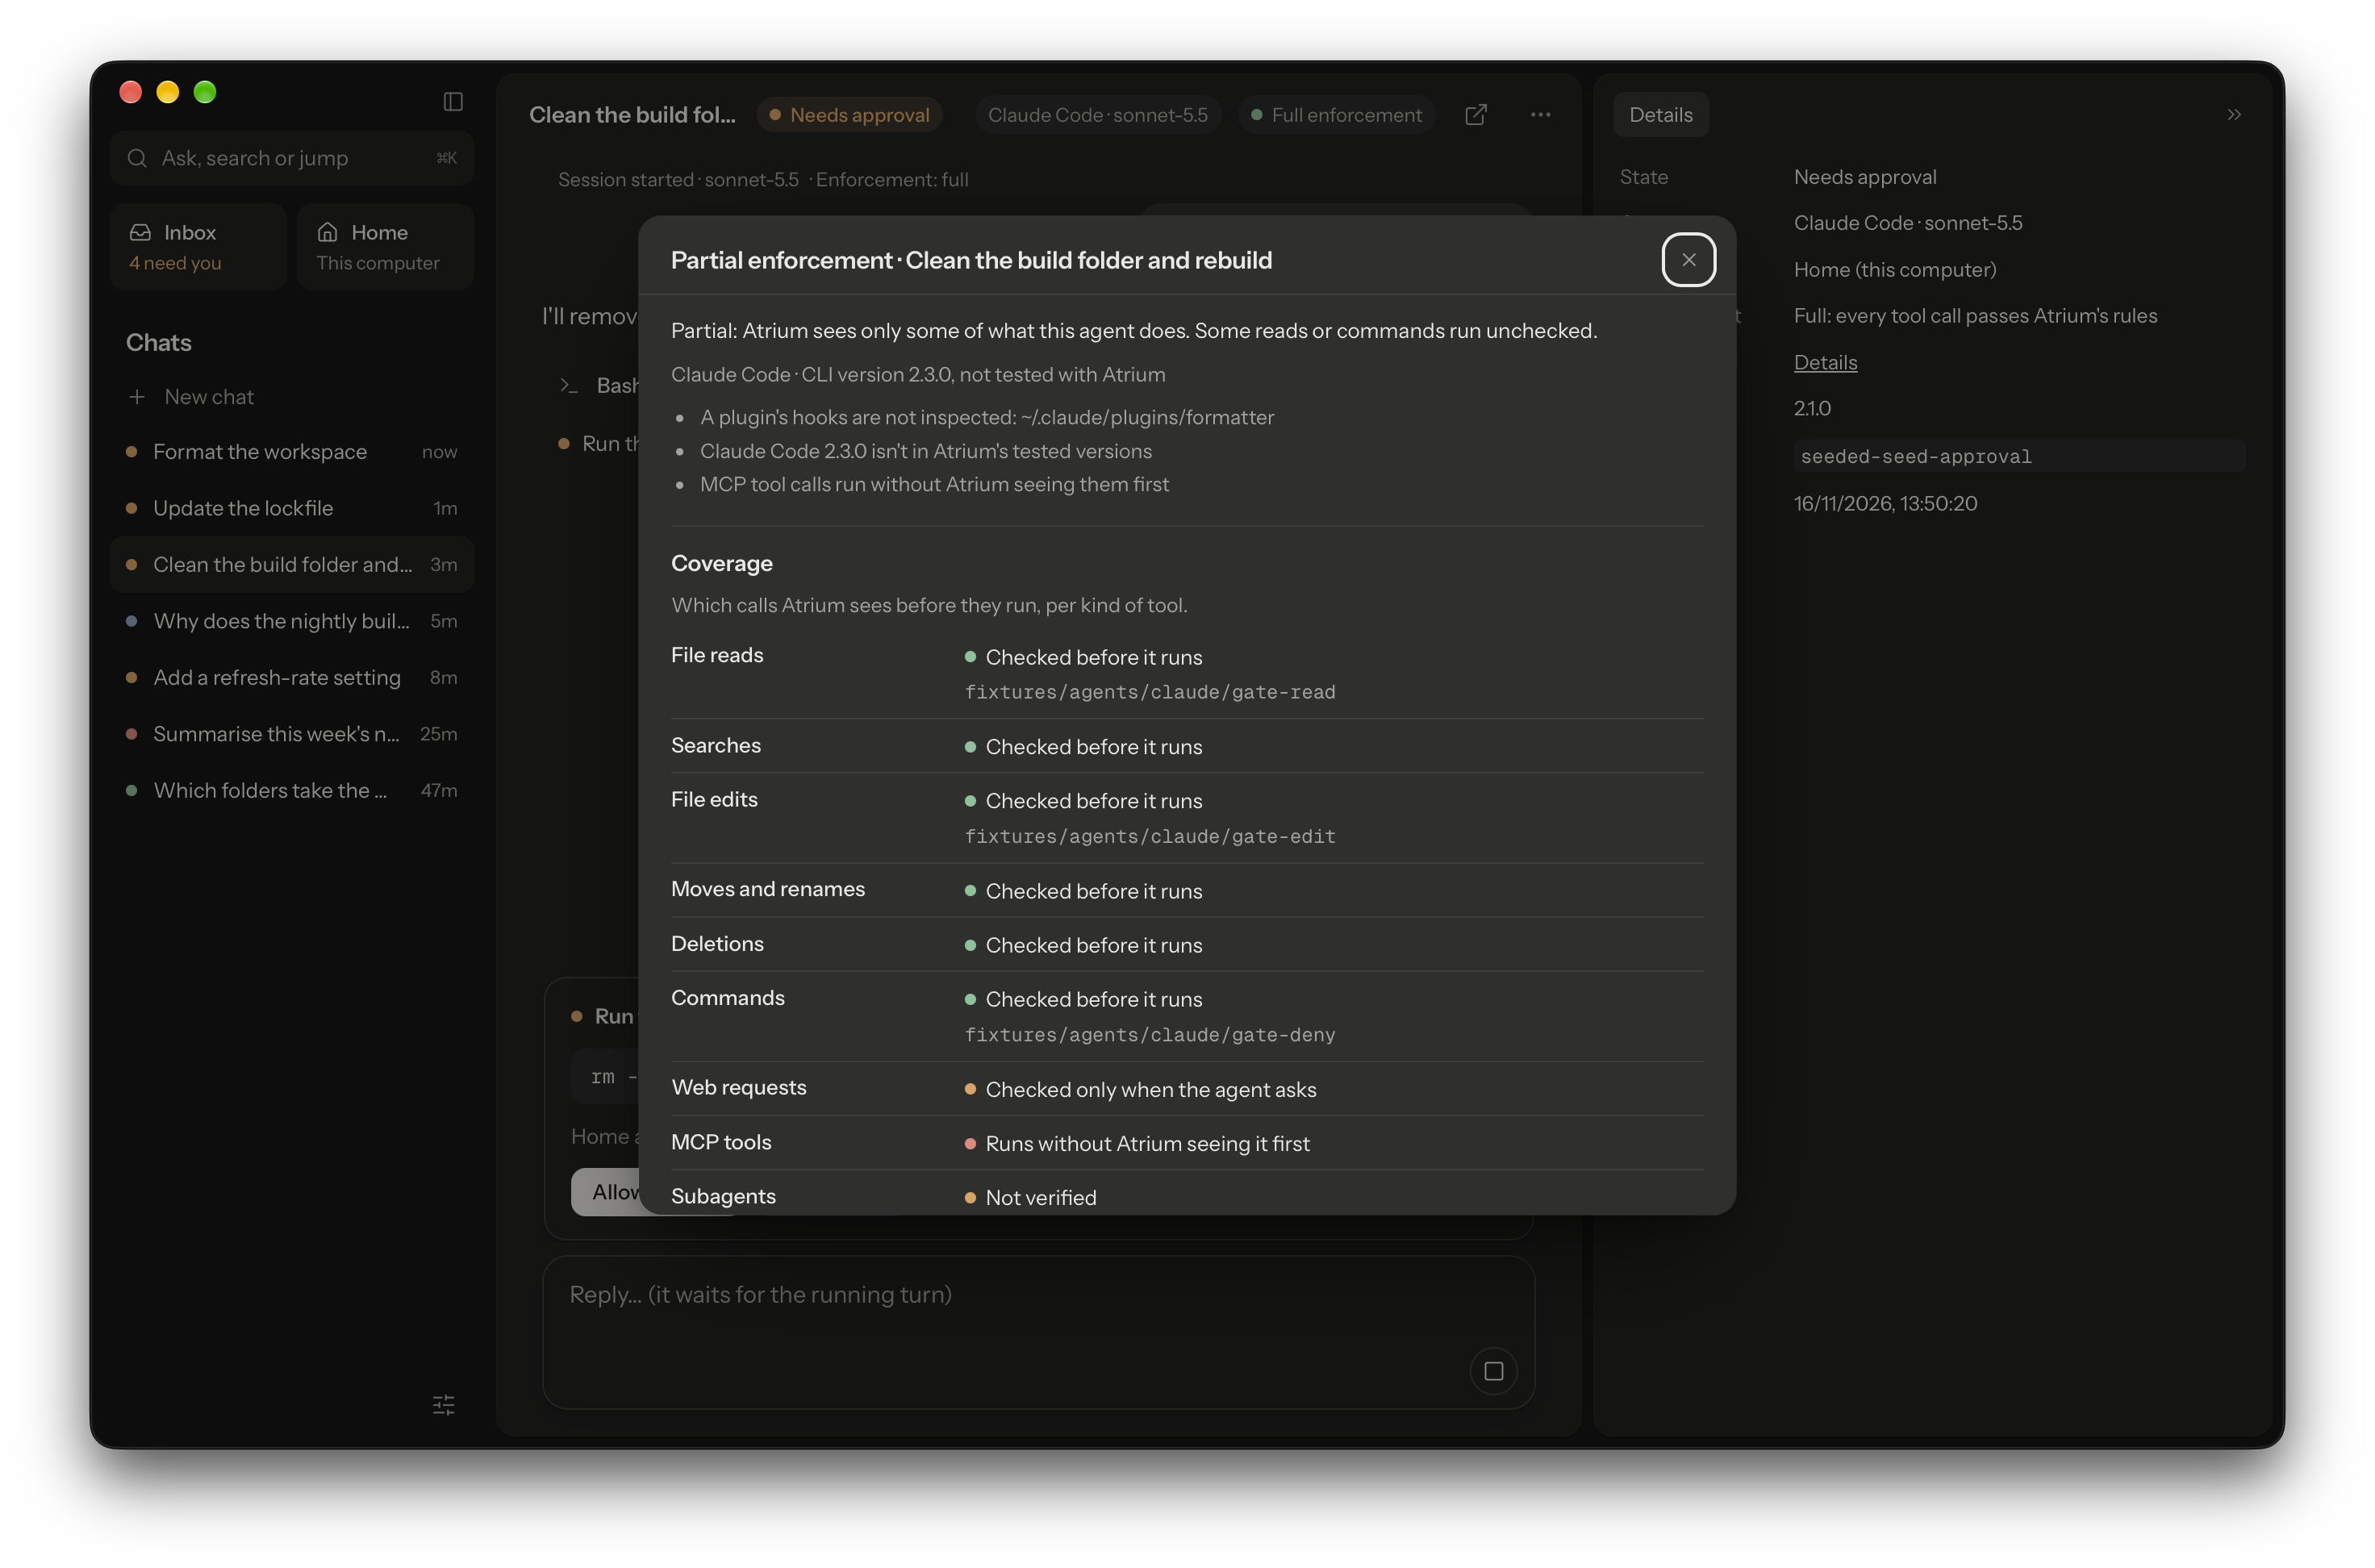 Ask, search or jump ⌘K
Inbox
4 need you
Home
This computer
Chats
New chat
Format the workspace now
Update the lockfile 1m
Clean the build folder and... 3m
Why does the nightly buil... 5m
Add a refresh-rate setting 8m
Summarise this week's n... 25m
Which folders take the ... 47m
Clean the build fol... Needs approval Claude Code · sonnet-5.5 Full enforcement
Session started · sonnet-5.5 · Enforcement: full
I'll remov
Bash
Run th
Run
rm -
Home a
Allow
Reply... (it waits for the running turn)
Partial enforcement · Clean the build folder and rebuild
Partial: Atrium sees only some of what this agent does. Some reads or commands run unchecked.
Claude Code · CLI version 2.3.0, not tested with Atrium
• A plugin's hooks are not inspected: ~/.claude/plugins/formatter
• Claude Code 2.3.0 isn't in Atrium's tested versions
• MCP tool calls run without Atrium seeing them first
Coverage
Which calls Atrium sees before they run, per kind of tool.
File reads Checked before it runs
fixtures/agents/claude/gate-read
Searches Checked before it runs
File edits Checked before it runs
fixtures/agents/claude/gate-edit
Moves and renames Checked before it runs
Deletions Checked before it runs
Commands Checked before it runs
fixtures/agents/claude/gate-deny
Web requests Checked only when the agent asks
MCP tools Runs without Atrium seeing it first
Subagents Not verified
Details
State Needs approval
Claude Code · sonnet-5.5
Home (this computer)
t Full: every tool call passes Atrium's rules
Details
2.1.0
seeded-seed-approval
16/11/2026, 13:50:20